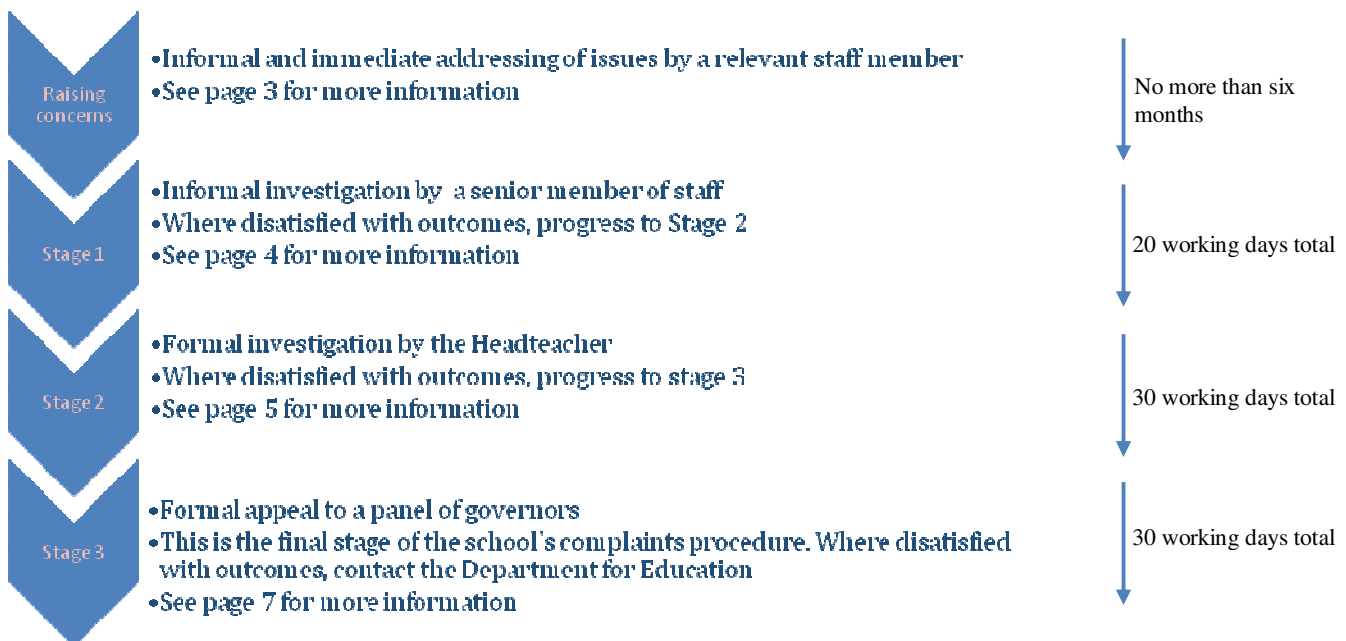 Raising
concerns
•Informal and immediate addressing of issues by a relevant staff member
•See page 3 for more information
No more than six
months
Stage 1
•Informal investigation by a senior member of staff
•Where disatisfied with outcomes, progress to Stage 2
•See page 4 for more information
20 working days total
Stage 2
•Formal investigation by the Headteacher
•Where disatisfied with outcomes, progress to stage 3
•See page 5 for more information
30 working days total
Stage 3
•Formal appeal to a panel of governors
•This is the final stage of the school's complaints procedure. Where disatisfied
with outcomes, contact the Department for Education
•See page 7 for more information
30 working days total